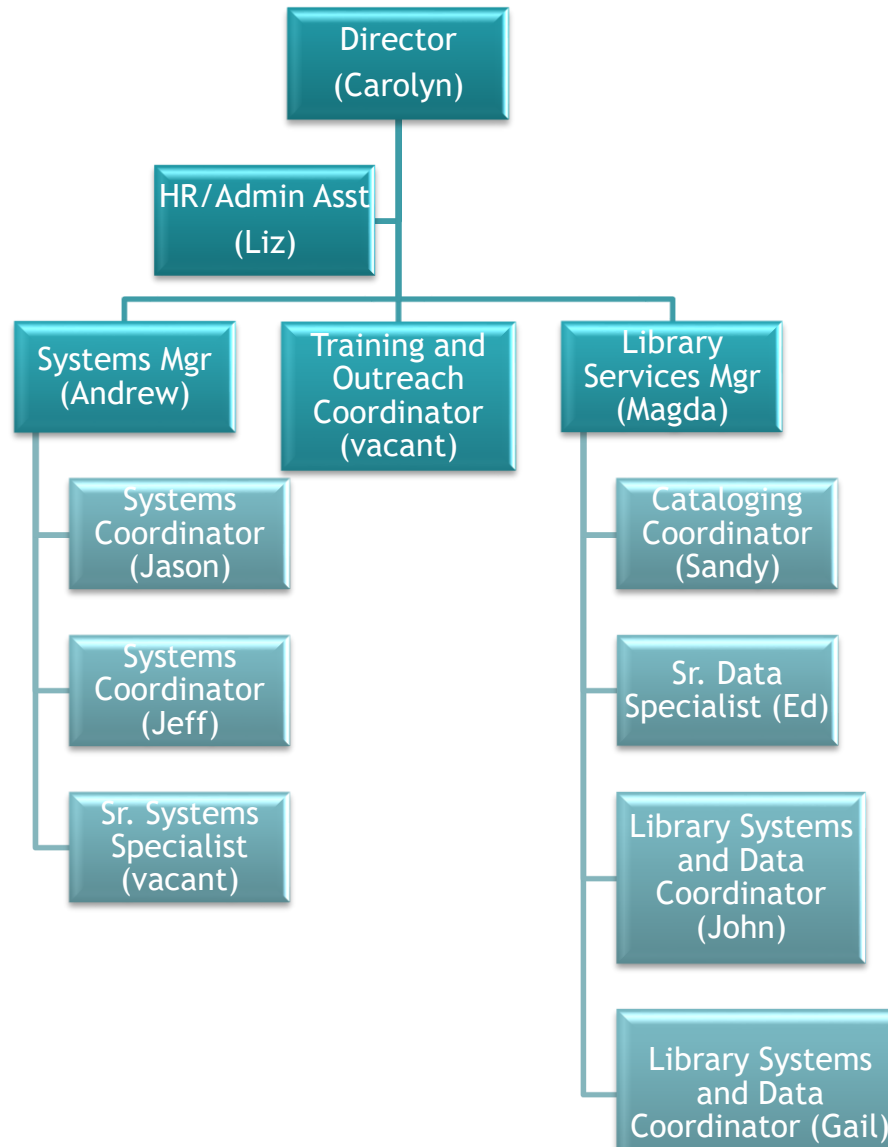 Director
(Carolyn)
HR/Admin Asst
(Liz)
Systems Mgr
(Andrew)
Training and
Outreach
Coordinator
(vacant)
Library
Services Mgr
(Magda)
Systems
Coordinator
(Jason)
Systems
Coordinator
(Jeff)
Sr. Systems
Specialist
(vacant)
Cataloging
Coordinator
(Sandy)
Sr. Data
Specialist (Ed)
Library Systems
and Data
Coordinator
(John)
Library Systems
and Data
Coordinator (Gail)